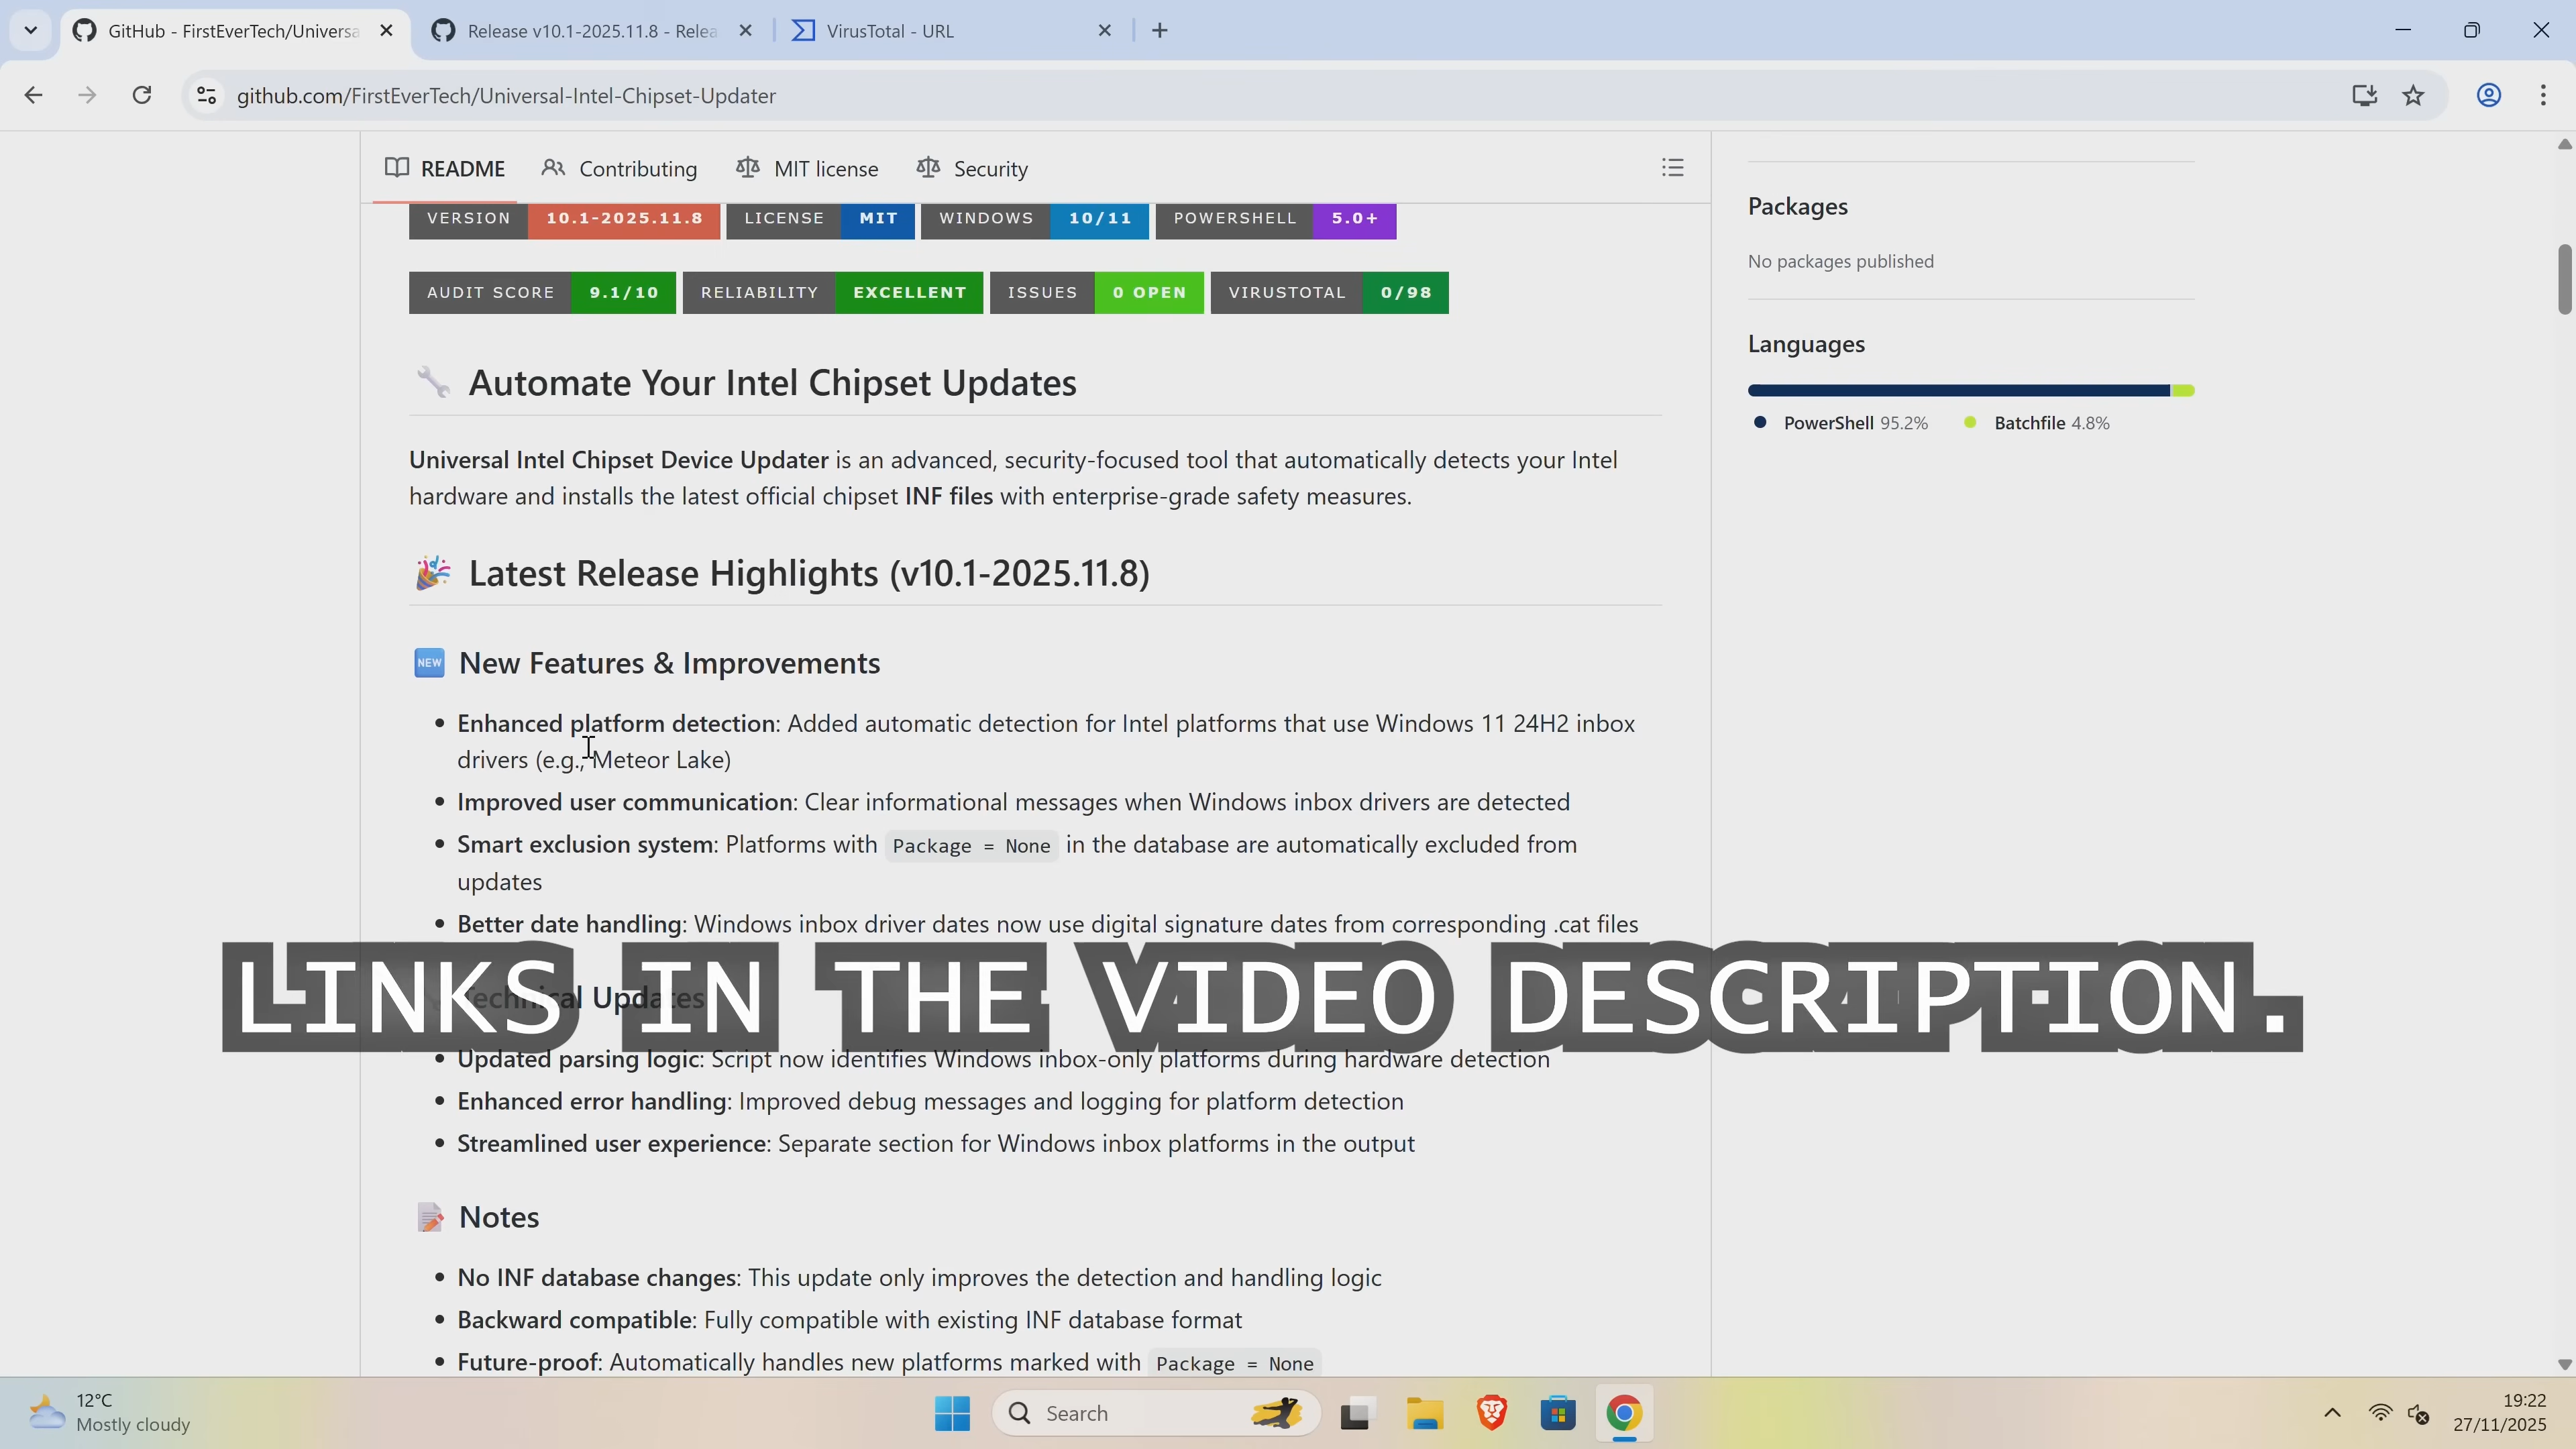 GitHub - FirstEverTech/Universa
Release v10.1-2025.11.8 - Relea
VirusTotal - URL
github.com/FirstEverTech/Universal-Intel-Chipset-Updater
README
Contributing
MIT license
Security
VERSION 10.1-2025.11.8
LICENSE MIT
WINDOWS 10/11
POWERSHELL 5.0+
AUDIT SCORE 9.1/10
RELIABILITY EXCELLENT
ISSUES 0 OPEN
VIRUSTOTAL 0/98
Automate Your Intel Chipset Updates
Universal Intel Chipset Device Updater is an advanced, security-focused tool that automatically detects your Intel
hardware and installs the latest official chipset INF files with enterprise-grade safety measures.
Latest Release Highlights (v10.1-2025.11.8)
NEW New Features & Improvements
• Enhanced platform detection: Added automatic detection for Intel platforms that use Windows 11 24H2 inbox
drivers (e.g., Meteor Lake)
• Improved user communication: Clear informational messages when Windows inbox drivers are detected
• Smart exclusion system: Platforms with Package = None in the database are automatically excluded from
updates
• Better date handling: Windows inbox driver dates now use digital signature dates from corresponding .cat files
Technical Updates
LINKS IN THE VIDEO DESCRIPTION.
• Updated parsing logic: Script now identifies Windows inbox-only platforms during hardware detection
• Enhanced error handling: Improved debug messages and logging for platform detection
• Streamlined user experience: Separate section for Windows inbox platforms in the output
Notes
• No INF database changes: This update only improves the detection and handling logic
• Backward compatible: Fully compatible with existing INF database format
• Future-proof: Automatically handles new platforms marked with Package = None
Packages
No packages published
Languages
PowerShell 95.2%
Batchfile 4.8%
12°C
Mostly cloudy
Search
19:22
27/11/2025